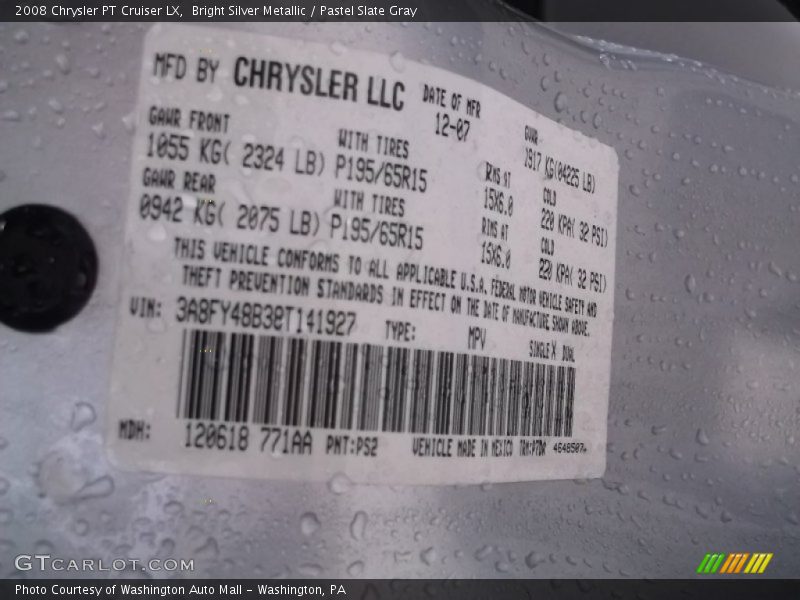 2008 Chrysler PT Cruiser LX, Bright Silver Metallic / Pastel Slate Gray
MFD BY CHRYSLER LLC DATE OF MFR GVWR
12-07 1917 KG(04225 LB)
GAWR FRONT WITH TIRES RIMS AT COLD
1055 KG( 2324 LB) P195/65R15 15X6.0 220 KPA( 32 PSI)
GAWR REAR WITH TIRES RIMS AT COLD
0942 KG( 2075 LB) P195/65R15 15X6.0 220 KPA( 32 PSI)
THIS VEHICLE CONFORMS TO ALL APPLICABLE U.S.A. FEDERAL MOTOR VEHICLE SAFETY AND
THEFT PREVENTION STANDARDS IN EFFECT ON THE DATE OF MANUFACTURE SHOWN ABOVE.
VIN: 3A8FY48B38T141927 TYPE: MPV SINGLE X DUAL
MDH: 120618 771AA PNT:PS2 VEHICLE MADE IN MEXICO 4648507
GTCARLOT.COM
Photo Courtesy of Washington Auto Mall - Washington, PA